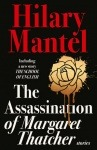 Hilary
Mantel
Including
a new story
THE SCHOOL
OF ENGLISH
The
Assassination
of Margaret
Thatcher
stories